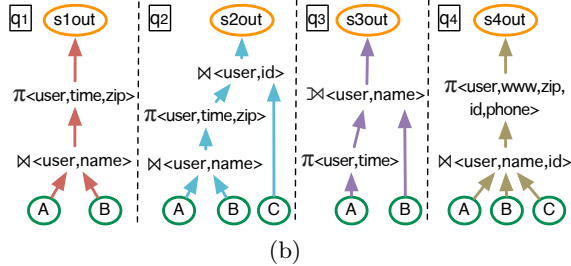 q1
s1out
π<user,time,zip>
⋈<user,name>
A
B
q2
s2out
⋈<user,id>
π<user,time,zip>
⋈<user,name>
A
B
C
q3
s3out
⟕<user,name>
π<user,time>
A
B
q4
s4out
π<user,www,zip,
id,phone>
⋈<user,name,id>
A
B
C
(b)